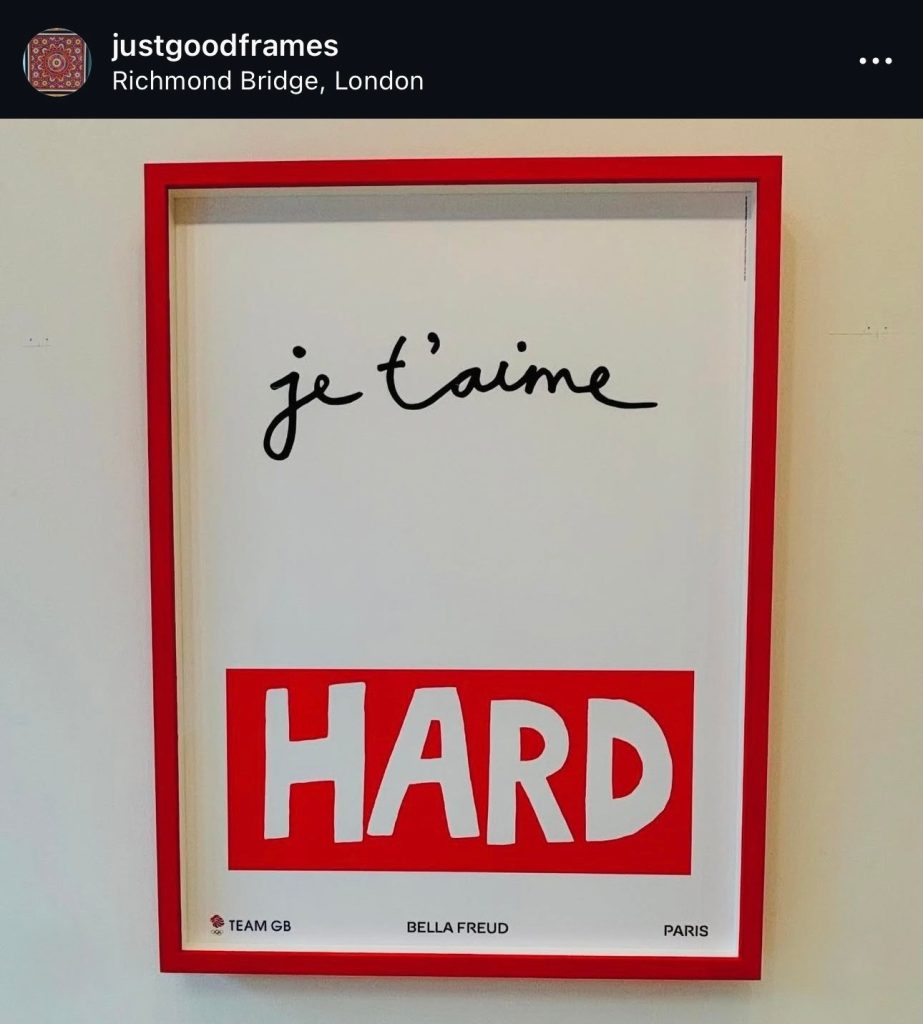 justgoodframes
Richmond Bridge, London
je t'aime
HARD
TEAM GB
BELLA FREUD
PARIS